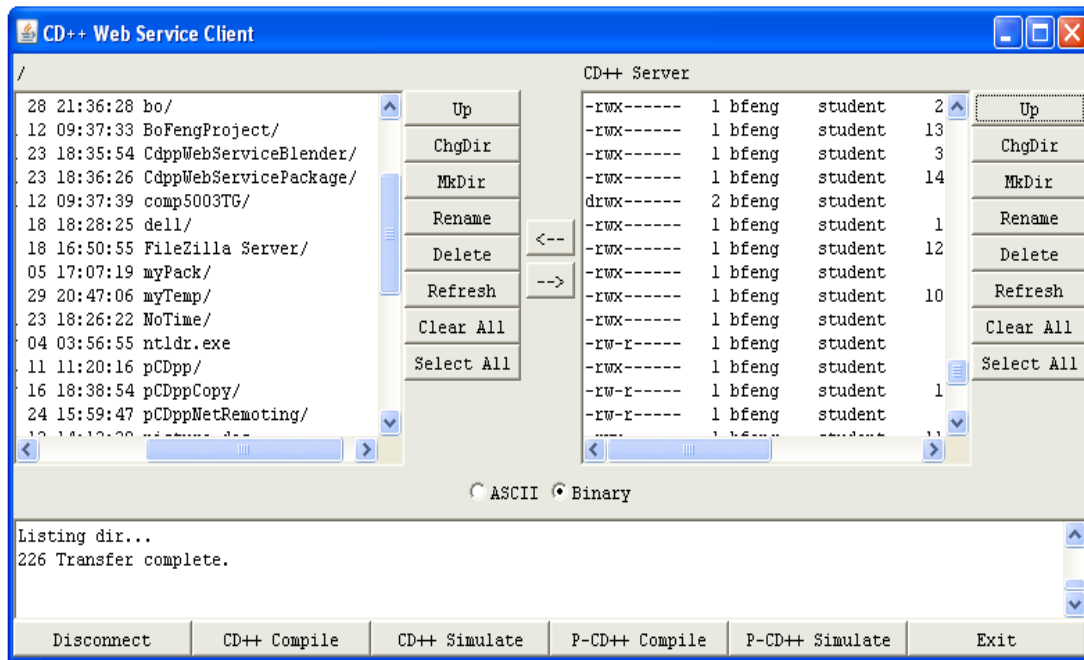 CD++ Web Service Client
/
28 21:36:28 bo/
12 09:37:33 BoFengProject/
23 18:35:54 CdppWebServiceBlender/
23 18:36:26 CdppWebServicePackage/
12 09:37:39 comp5003TG/
18 18:28:25 dell/
18 16:50:55 FileZilla Server/
05 17:07:19 myPack/
29 20:47:06 myTemp/
23 18:26:22 NoTime/
04 03:56:55 ntldr.exe
11 11:20:16 pCDpp/
16 18:38:54 pCDppCopy/
24 15:59:47 pCDppNetRemoting/
Up
ChgDir
MkDir
Rename
Delete
Refresh
Clear All
Select All
<--
-->
CD++ Server
-rwx------ 1 bfeng student 2
-rwx------ 1 bfeng student 13
-rwx------ 1 bfeng student 3
-rwx------ 1 bfeng student 14
drwx------ 2 bfeng student
-rwx------ 1 bfeng student 1
-rwx------ 1 bfeng student 12
-rwx------ 1 bfeng student
-rwx------ 1 bfeng student 10
-rwx------ 1 bfeng student
-rw-r----- 1 bfeng student
-rwx------ 1 bfeng student
-rw-r----- 1 bfeng student 1
-rw-r----- 1 bfeng student
Up
ChgDir
MkDir
Rename
Delete
Refresh
Clear All
Select All
ASCII Binary
Listing dir...
226 Transfer complete.
Disconnect CD++ Compile CD++ Simulate P-CD++ Compile P-CD++ Simulate Exit